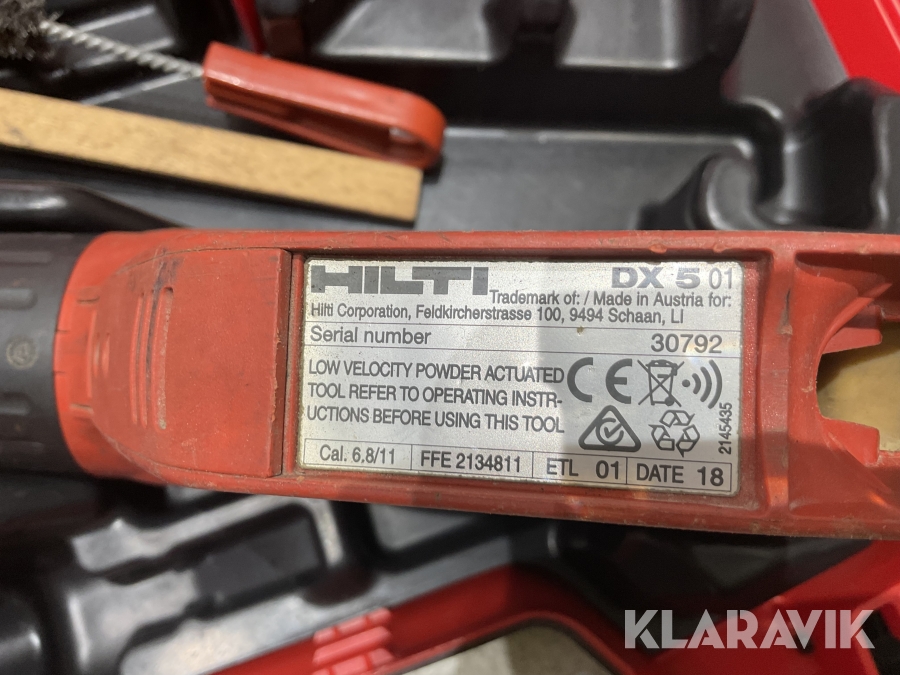 HILTI DX 5 01
Trademark of: / Made in Austria for:
Hilti Corporation, Feldkircherstrasse 100, 9494 Schaan, LI
Serial number 30792
LOW VELOCITY POWDER ACTUATED
TOOL REFER TO OPERATING INSTR-
UCTIONS BEFORE USING THIS TOOL
CE
2145435
Cal. 6.8/11 FFE 2134811 ETL 01 DATE 18
KLARAVIK